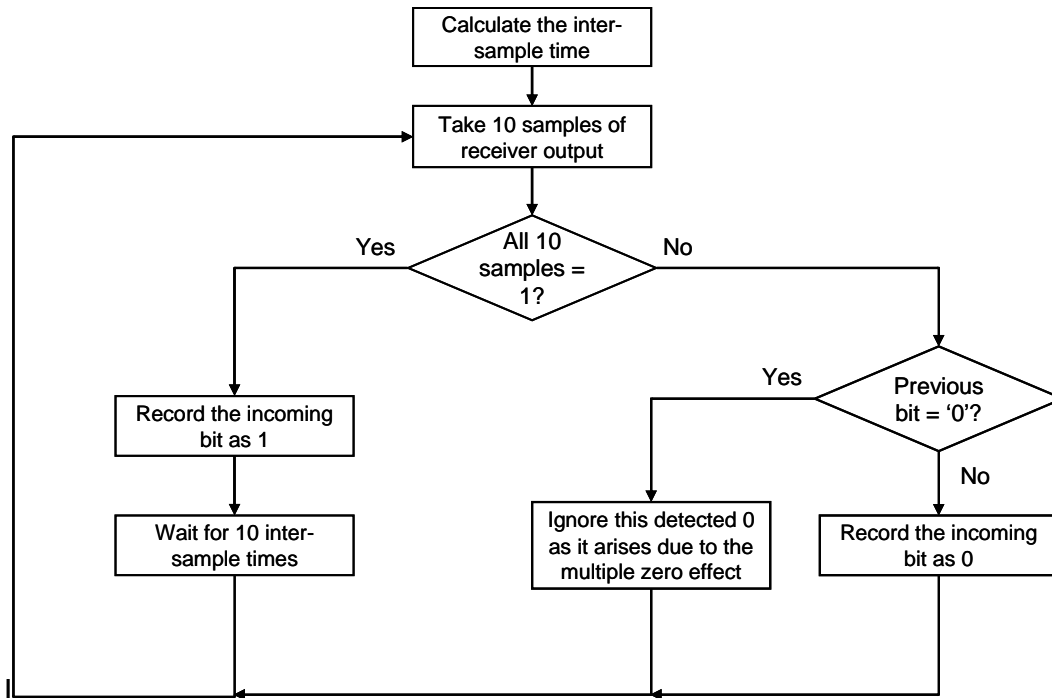 Calculate the inter-
sample time
Take 10 samples of
receiver output
Yes
All 10
samples =
1?
No
Yes
Previous
bit = ‘0’?
No
Record the incoming
bit as 1
Wait for 10 inter-
sample times
Ignore this detected 0
as it arises due to the
multiple zero effect
Record the incoming
bit as 0